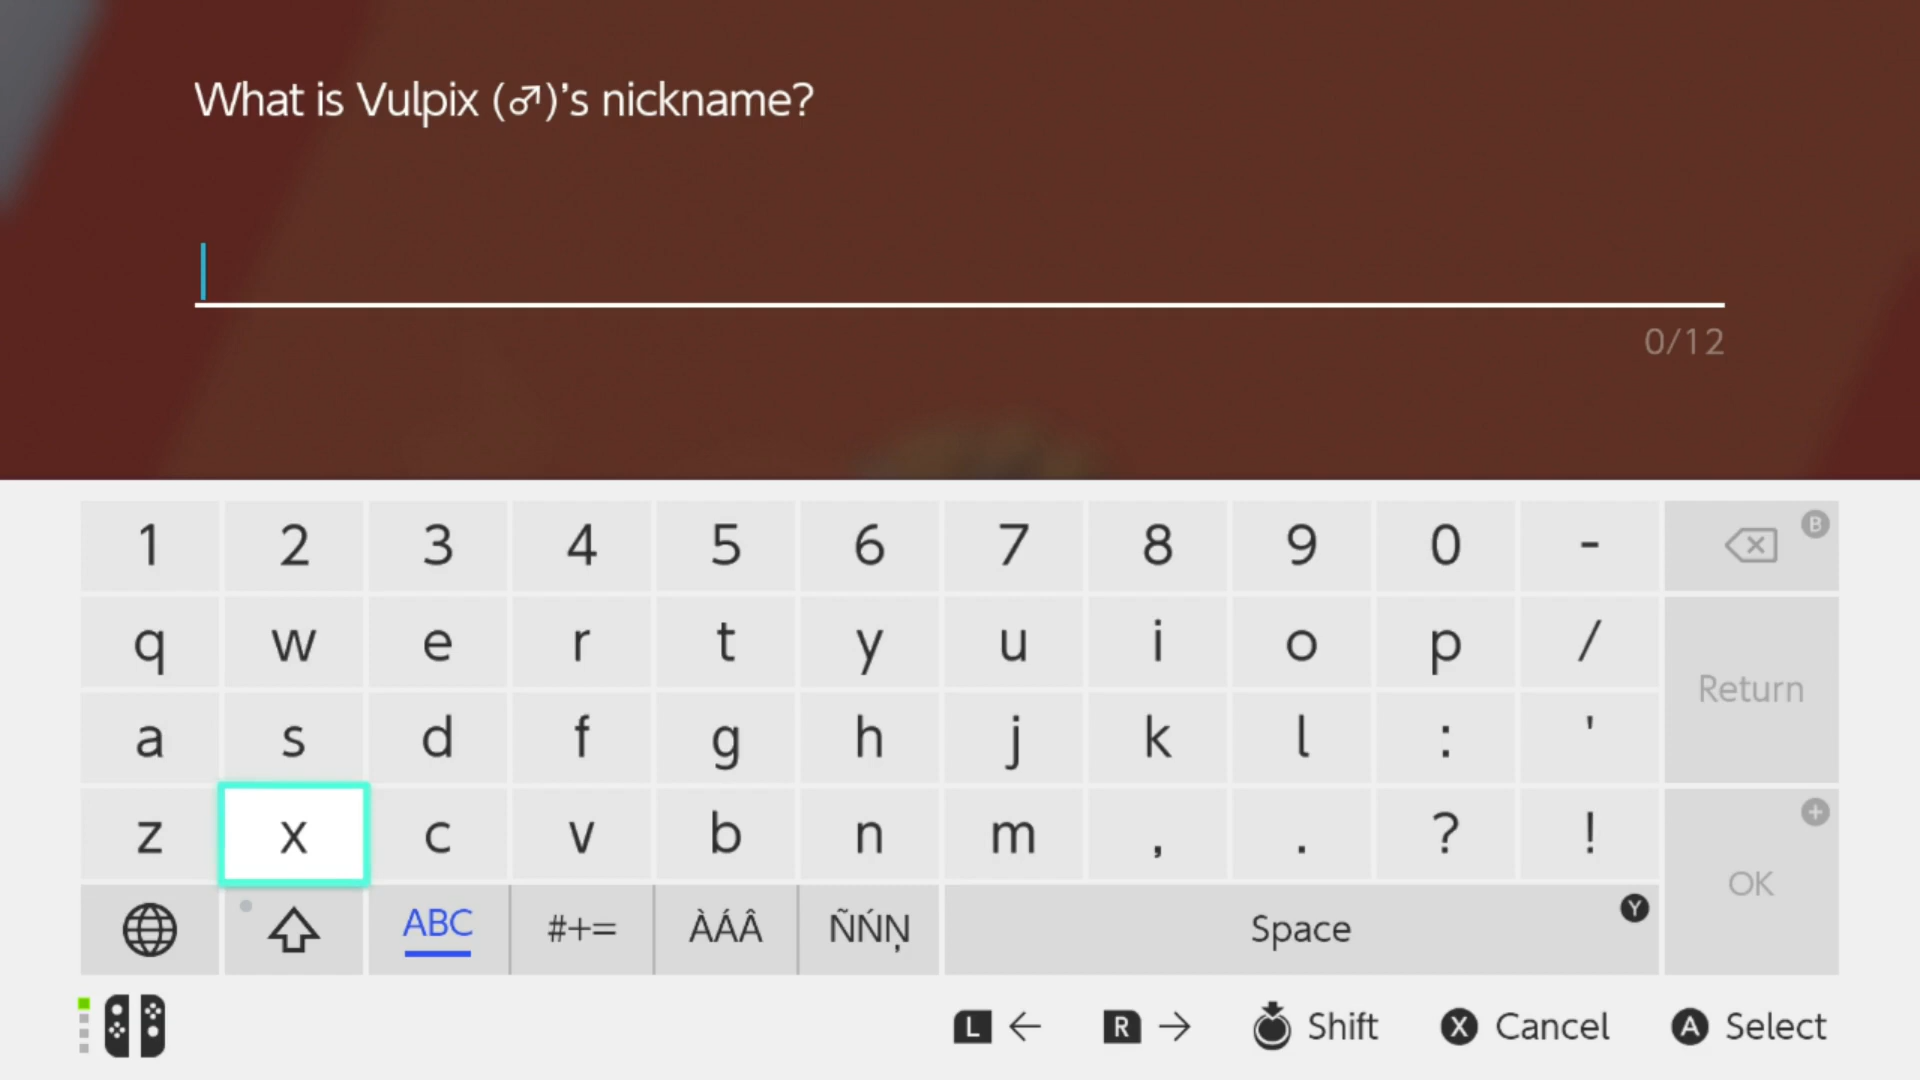 What is Vulpix (♂)'s nickname?
0/12
1 2 3 4 5 6 7 8 9 0 - B
q w e r t y u i o p /
Return
a s d f g h j k l : '
z x c v b n m , . ? ! +
OK
ABC #+= ÀÁÂ ÑŃŅ Space Y
L ← R → Shift X Cancel A Select